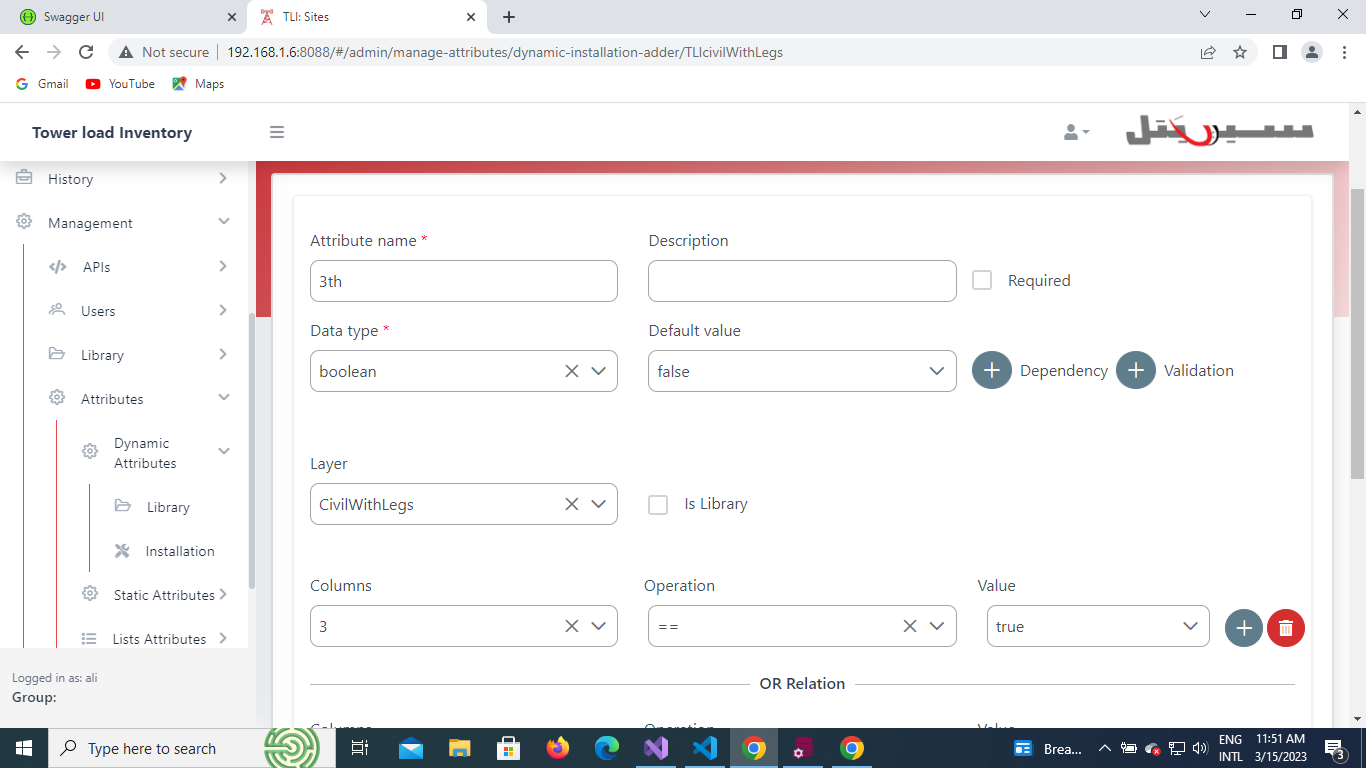 Swagger UI
TLI: Sites
Not secure
192.168.1.6:8088/#/admin/manage-attributes/dynamic-installation-adder/TLIcivilWithLegs
Gmail
YouTube
Maps
Tower load Inventory
سيريتل
History
Management
APIs
Users
Library
Attributes
Dynamic
Attributes
Library
Installation
Static Attributes
Lists Attributes
Logged in as: ali
Group:
Attribute name *
Description
3th
Required
Data type *
Default value
boolean
false
Dependency
Validation
Layer
CivilWithLegs
Is Library
Columns
Operation
Value
3
==
true
OR Relation
Columns
Operation
Value
Type here to search
Brea...
ENG
INTL
11:51 AM
3/15/2023
3